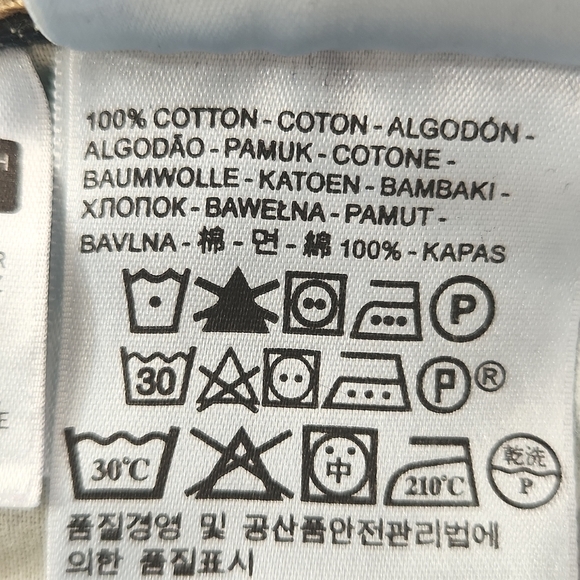 100% COTTON - COTON - ALGODÓN -
ALGODÃO - PAMUK - COTONE -
BAUMWOLLE - KATOEN - BAMBAKI -
ХЛОПОК - BAWEŁNA - PAMUT -
BAVLNA - 棉 - 면 - 綿 100% - KAPAS
P
30 P ®
30°C 中 210°C 乾洗 P
품질경영 및 공산품안전관리법에
의한 품질표시
H
R
E